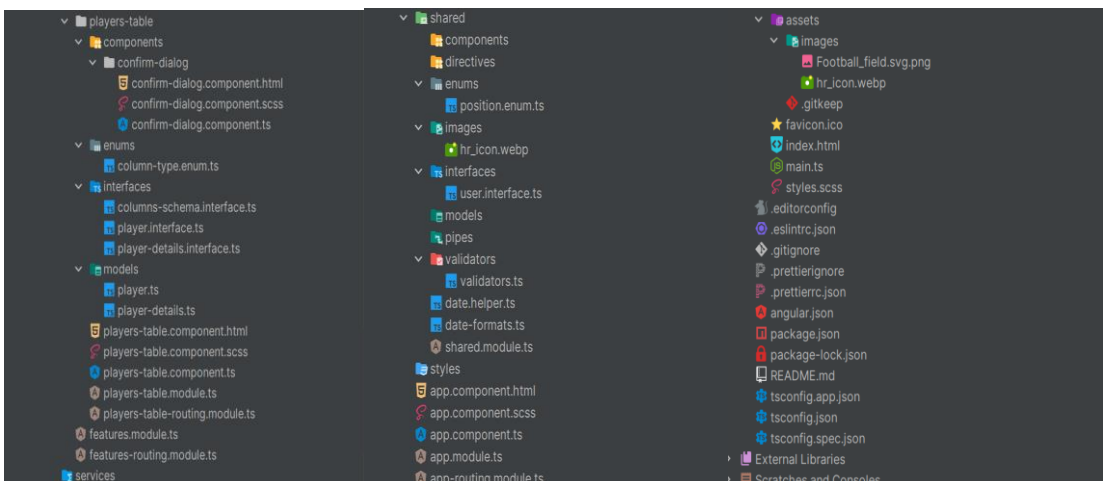 players-table
components
confirm-dialog
confirm-dialog.component.html
confirm-dialog.component.scss
confirm-dialog.component.ts
enums
column-type.enum.ts
interfaces
columns-schema.interface.ts
player.interface.ts
player-details.interface.ts
models
player.ts
player-details.ts
players-table.component.html
players-table.component.scss
players-table.component.ts
players-table.module.ts
players-table-routing.module.ts
features.module.ts
features-routing.module.ts
services
shared
components
directives
enums
position.enum.ts
images
hr_icon.webp
interfaces
user.interface.ts
models
pipes
validators
validators.ts
date.helper.ts
date-formats.ts
shared.module.ts
styles
app.component.html
app.component.scss
app.component.ts
app.module.ts
app-routing.module.ts
assets
images
Football_field.svg.png
hr_icon.webp
.gitkeep
favicon.ico
index.html
main.ts
styles.scss
.editorconfig
.eslintrc.json
.gitignore
.prettierignore
.prettierrc.json
angular.json
package.json
package-lock.json
README.md
tsconfig.app.json
tsconfig.json
tsconfig.spec.json
External Libraries
Scratches and Consoles